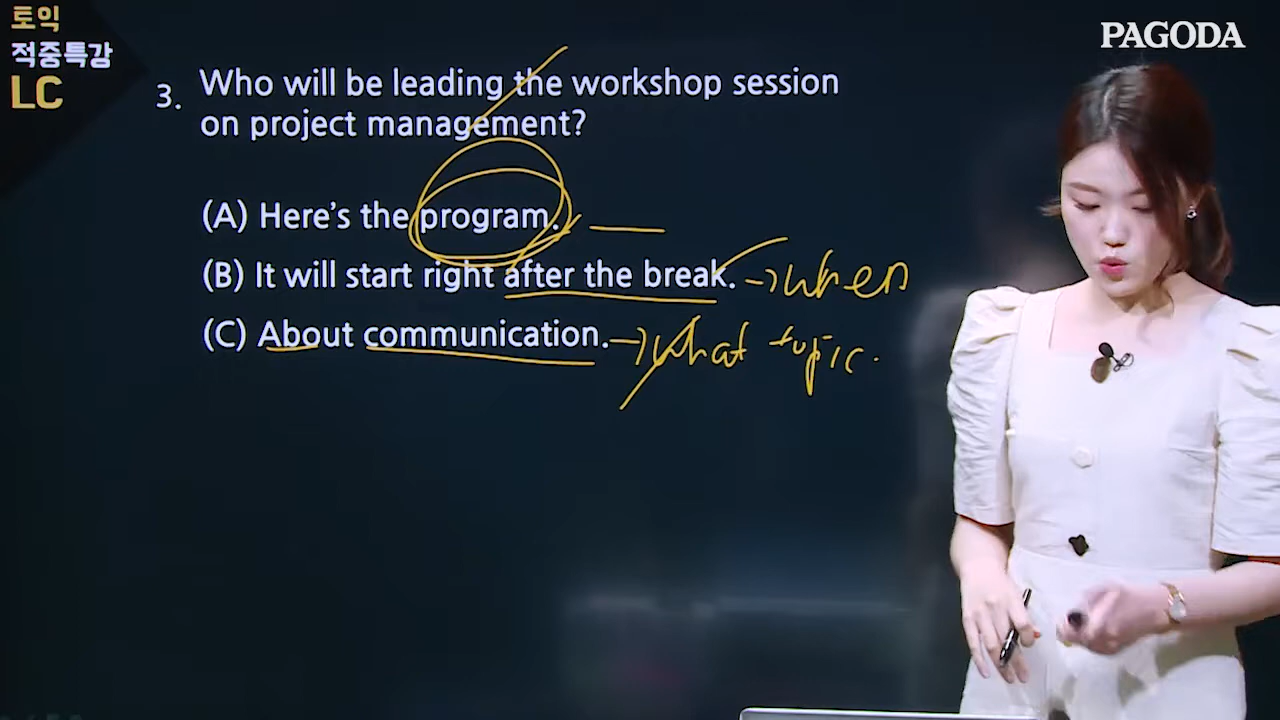 토익
적중특강
LC
PAGODA
3. Who will be leading the workshop session
on project management?
(A) Here's the program.
(B) It will start right after the break. → when
(C) About communication. → what topic.